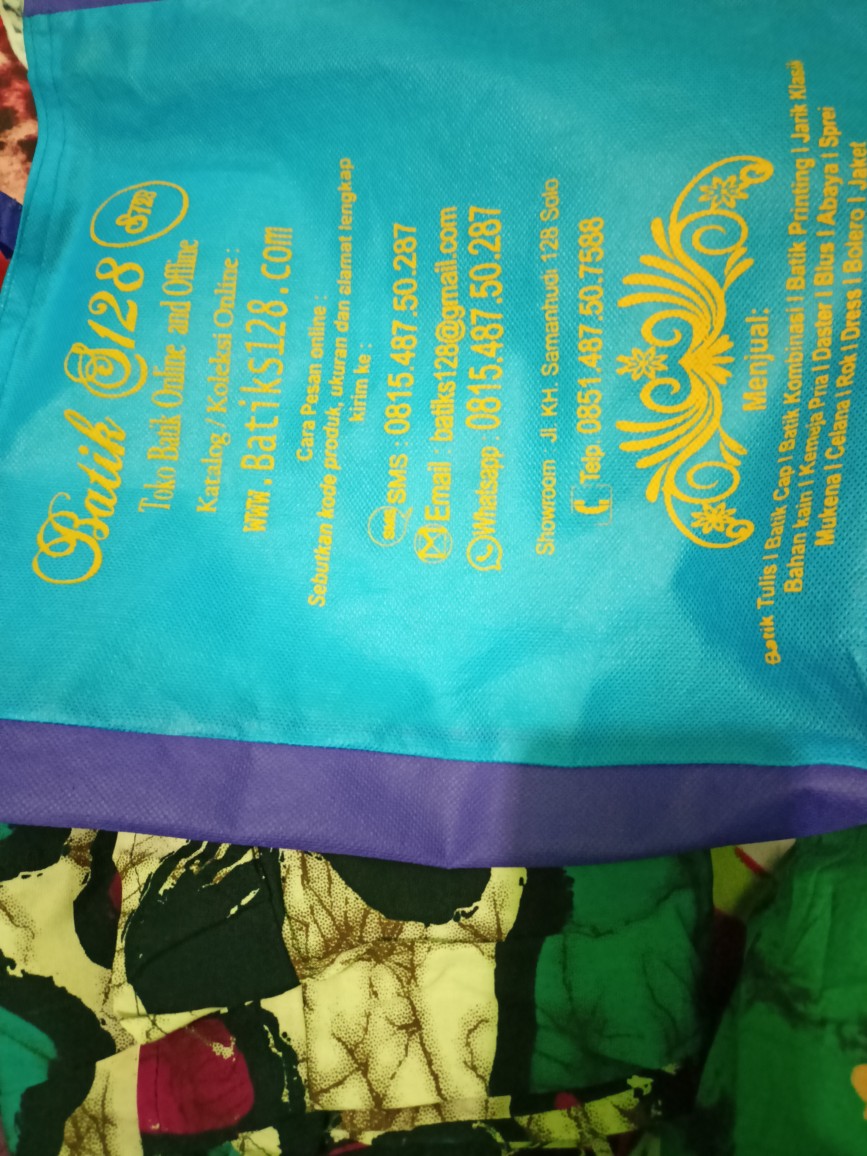 Batik S128
S128
Toko Batik Online and Offline
Katalog / Koleksi Online :
www.Batiks128.com
Cara Pesan online :
Sebutkan kode produk, ukuran dan alamat lengkap
kirim ke :
SMS SMS : 0815.487.50.287
Email : batiks128@gmail.com
Whatsapp : 0815.487.50.287
Showroom Jl. KH. Samanhudi 128 Solo
Telp. 0851.487.50.7588
Menjual:
Batik Tulis | Batik Cap | Batik Kombinasi | Batik Printing | Jarik Klasik
Bahan kain | Kemeja Pria | Daster | Blus | Abaya | Sprei
Mukena | Celana | Rok | Dress | Bolero | Jaket